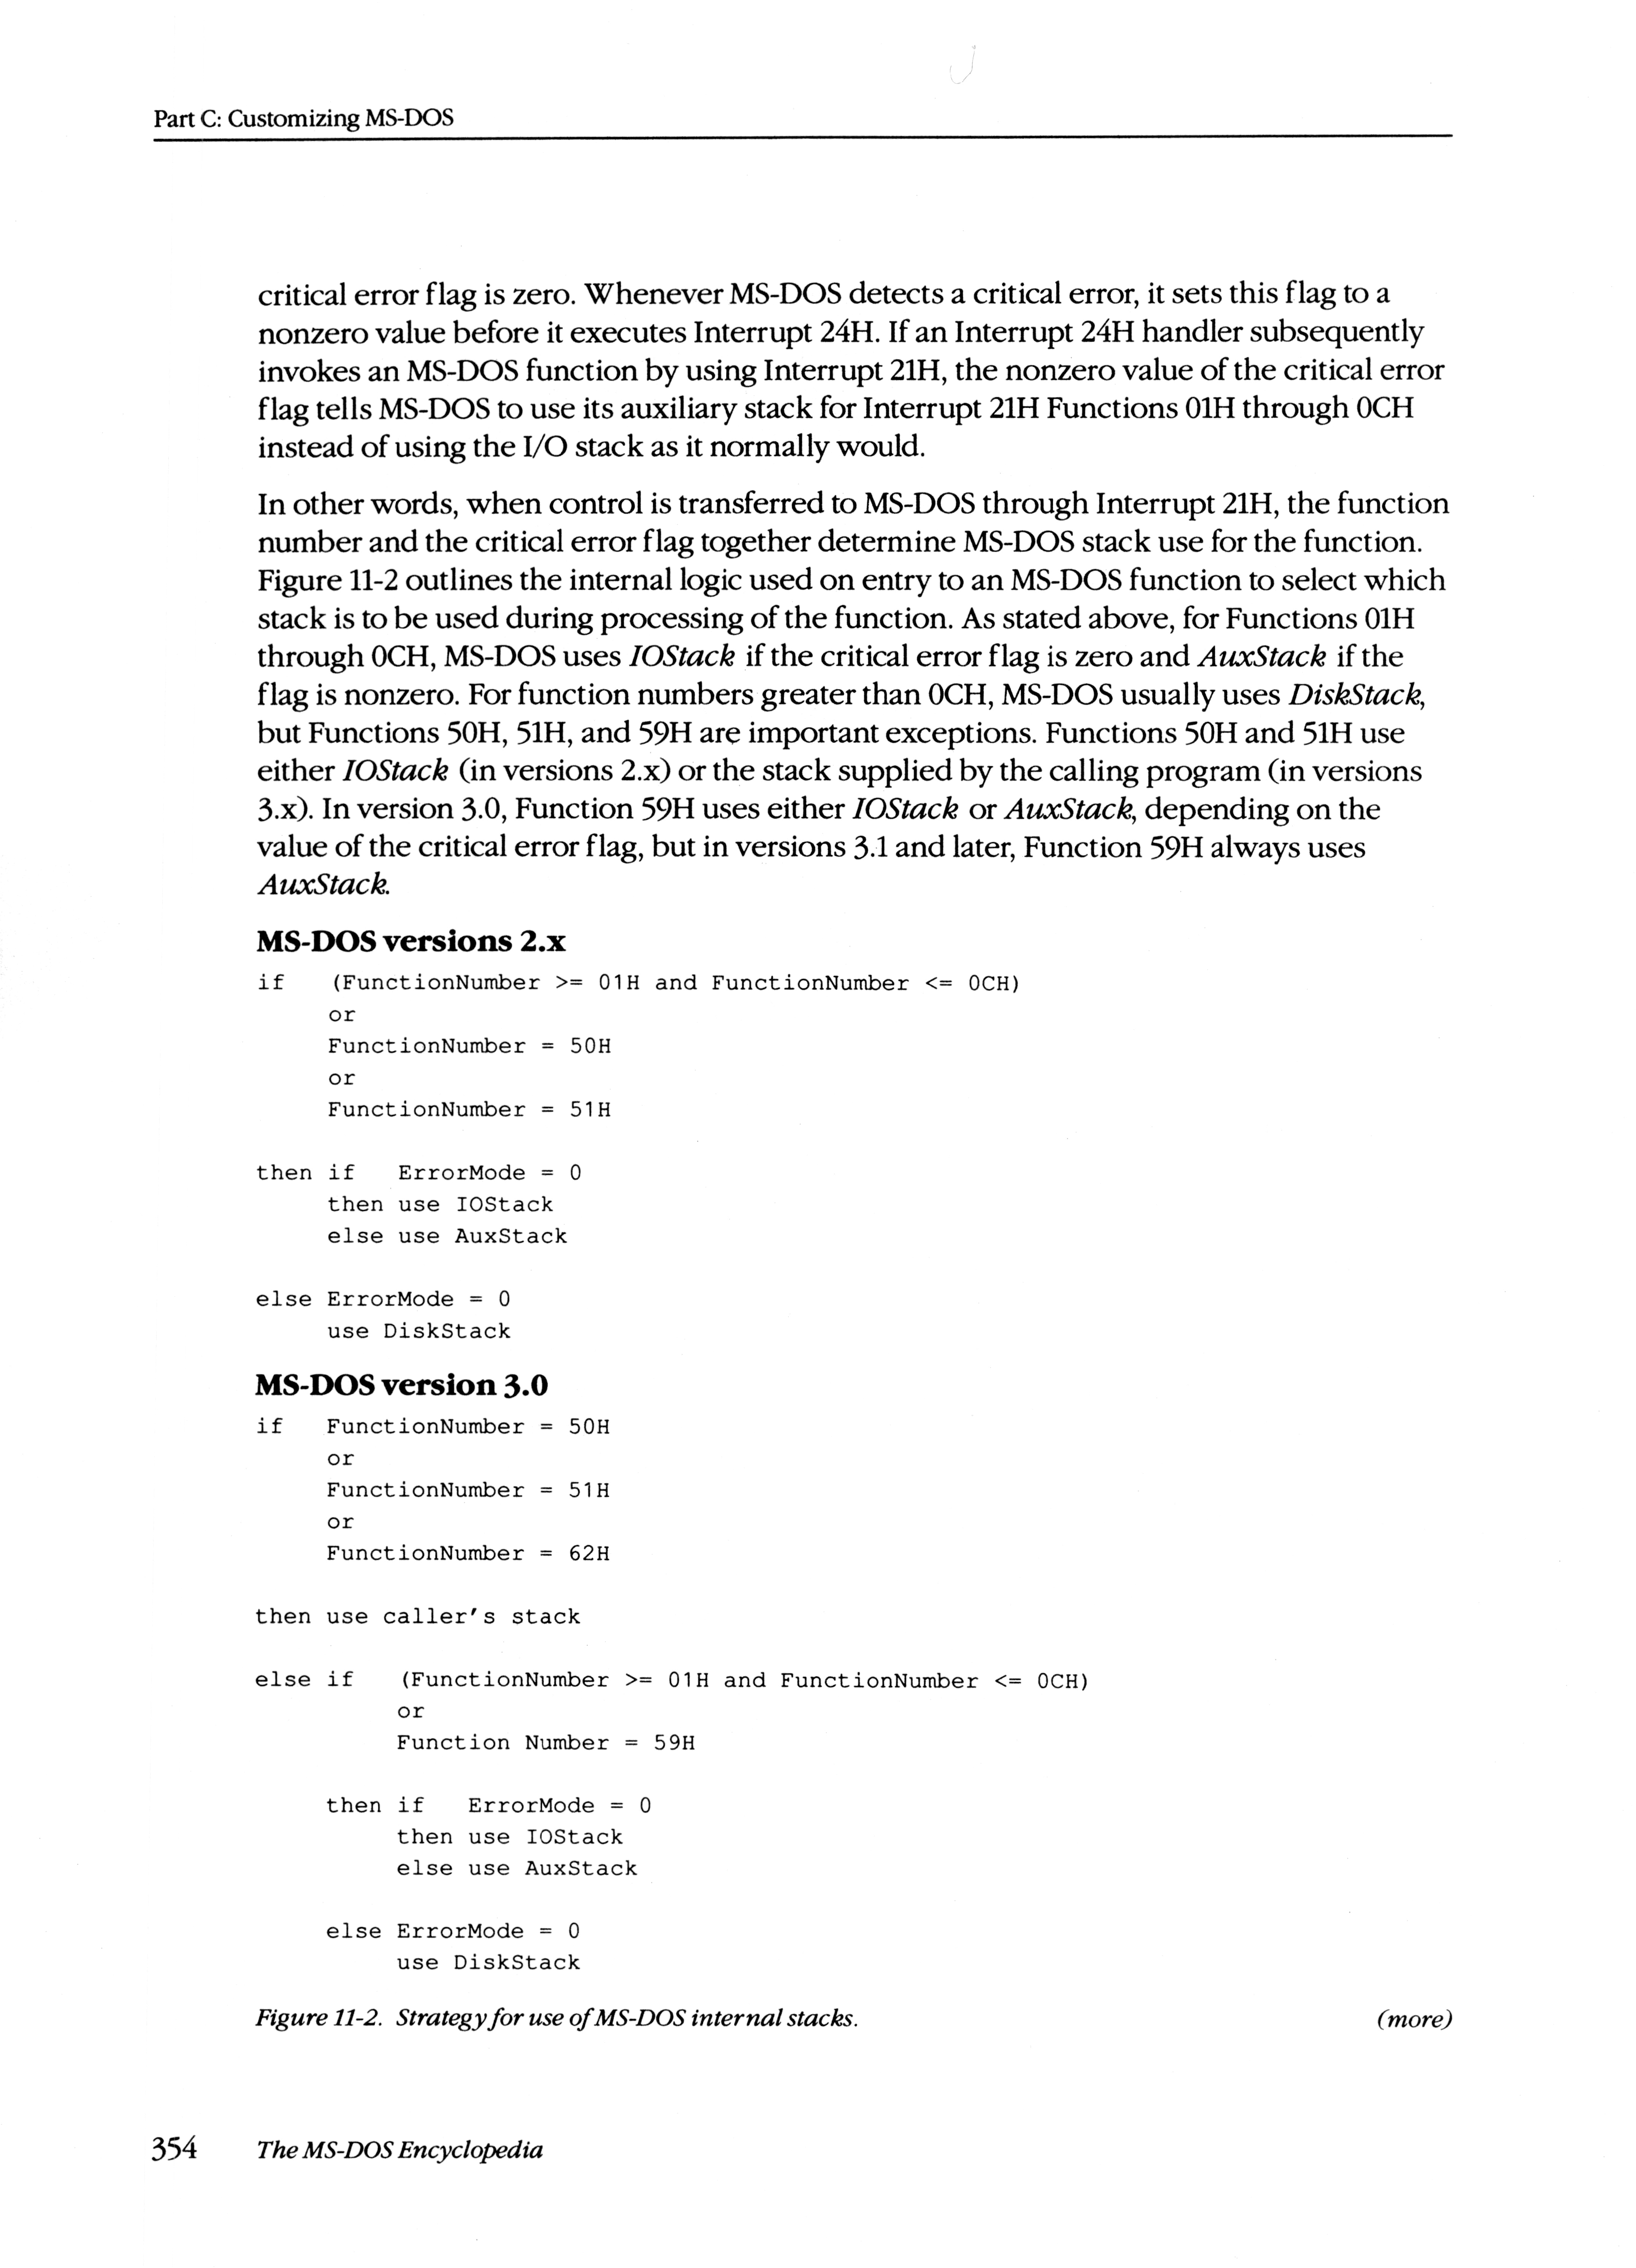 Part C: Customizing MS-DOS
critical error flag is zero. Whenever MS-DOS detects a critical error, it sets this flag to a
nonzero value before it executes Interrupt 24H. If an Interrupt 24H handler subsequently
invokes an MS-DOS function by using Interrupt 21H, the nonzero value of the critical error
flag tells MS-DOS to use its auxiliary stack for Interrupt 21H Functions 01H through 0CH
instead of using the I/O stack as it normally would.
In other words, when control is transferred to MS-DOS through Interrupt 21H, the function
number and the critical error flag together determine MS-DOS stack use for the function.
Figure 11-2 outlines the internal logic used on entry to an MS-DOS function to select which
stack is to be used during processing of the function. As stated above, for Functions 01H
through 0CH, MS-DOS uses IOStack if the critical error flag is zero and AuxStack if the
flag is nonzero. For function numbers greater than 0CH, MS-DOS usually uses DiskStack,
but Functions 50H, 51H, and 59H are important exceptions. Functions 50H and 51H use
either IOStack (in versions 2.x) or the stack supplied by the calling program (in versions
3.x). In version 3.0, Function 59H uses either IOStack or AuxStack, depending on the
value of the critical error flag, but in versions 3.1 and later, Function 59H always uses
AuxStack.
MS-DOS versions 2.x
if (FunctionNumber >= 01H and FunctionNumber <= 0CH)
or
FunctionNumber = 50H
or
FunctionNumber = 51H
then if ErrorMode = 0
then use IOStack
else use AuxStack
else ErrorMode = 0
use DiskStack
MS-DOS version 3.0
if FunctionNumber = 50H
or
FunctionNumber = 51H
or
FunctionNumber = 62H
then use caller's stack
else if (FunctionNumber >= 01H and FunctionNumber <= 0CH)
or
Function Number = 59H
then if ErrorMode = 0
then use IOStack
else use AuxStack
else ErrorMode = 0
use DiskStack
Figure 11-2. Strategy for use of MS-DOS internal stacks. (more)
354 The MS-DOS Encyclopedia